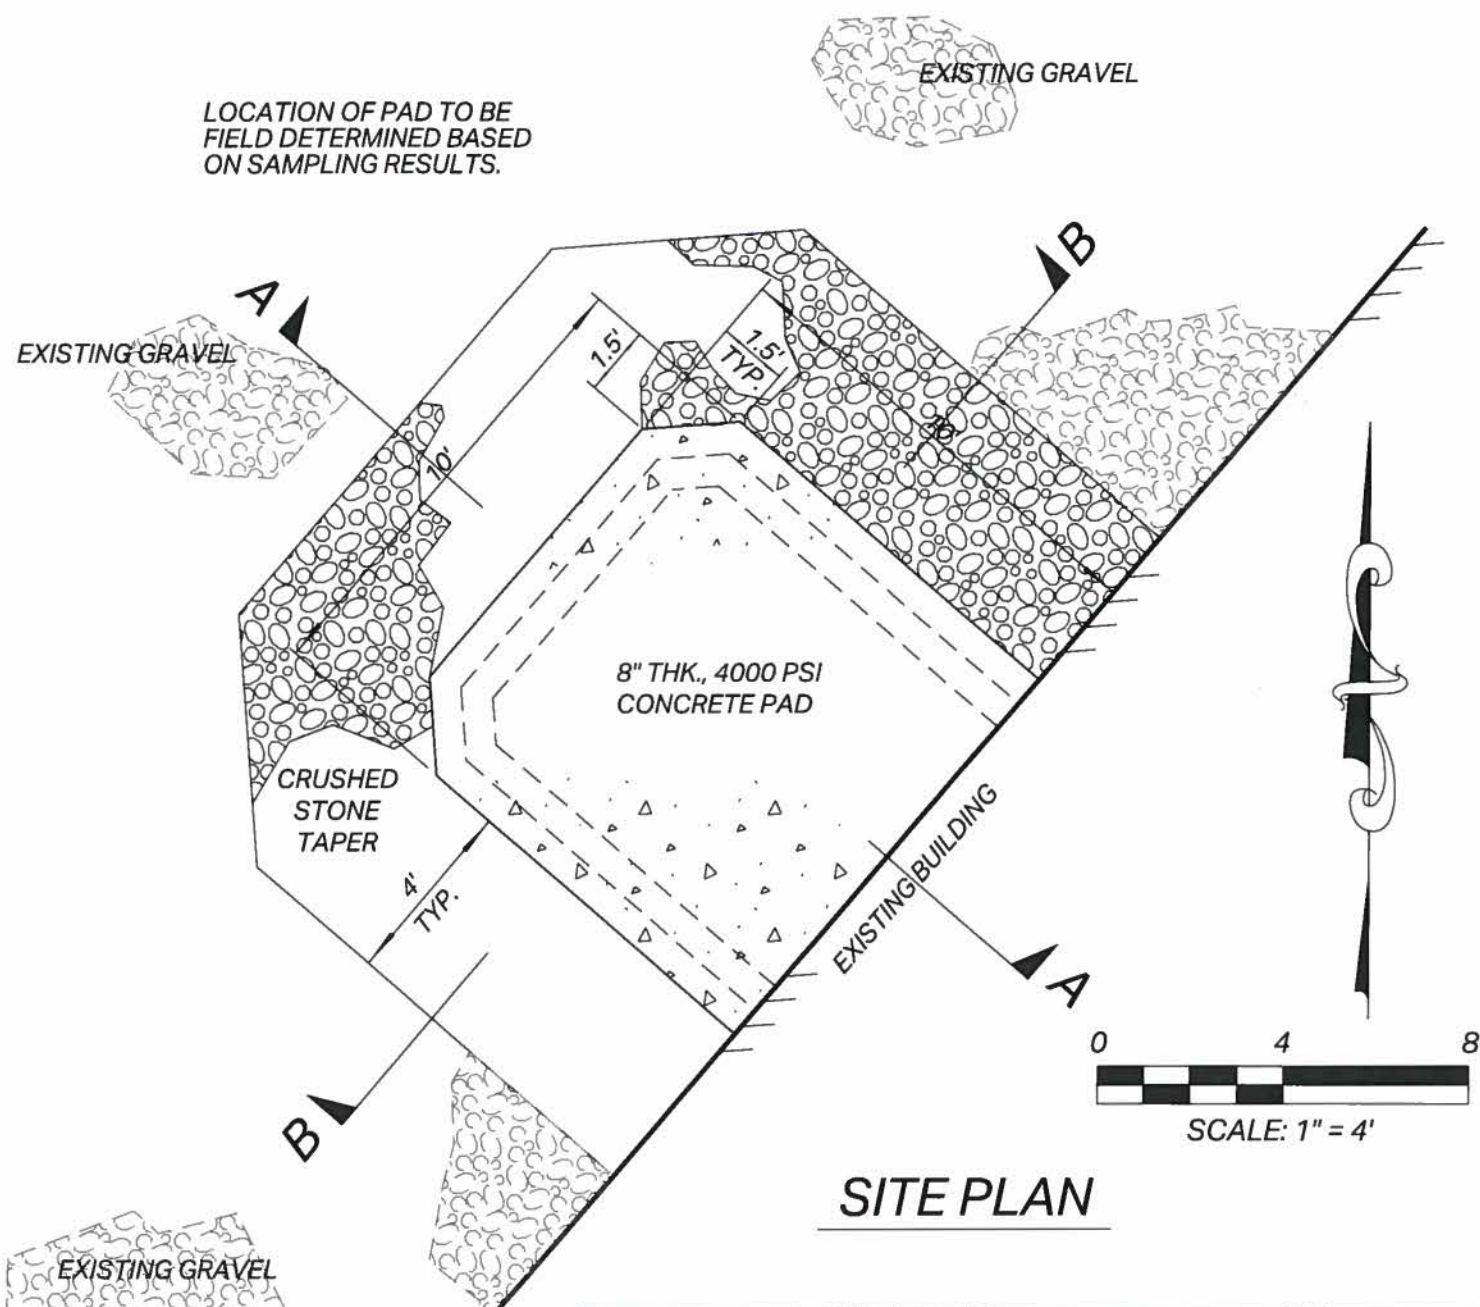 EXISTING GRAVEL
LOCATION OF PAD TO BE
FIELD DETERMINED BASED
ON SAMPLING RESULTS.
B
A
EXISTING GRAVEL
1.5'
1.5'
TYP.
10'
8" THK., 4000 PSI
CONCRETE PAD
CRUSHED
STONE
TAPER
4'
TYP.
EXISTING BUILDING
A
B
0 4 8
SCALE: 1" = 4'
SITE PLAN
EXISTING GRAVEL